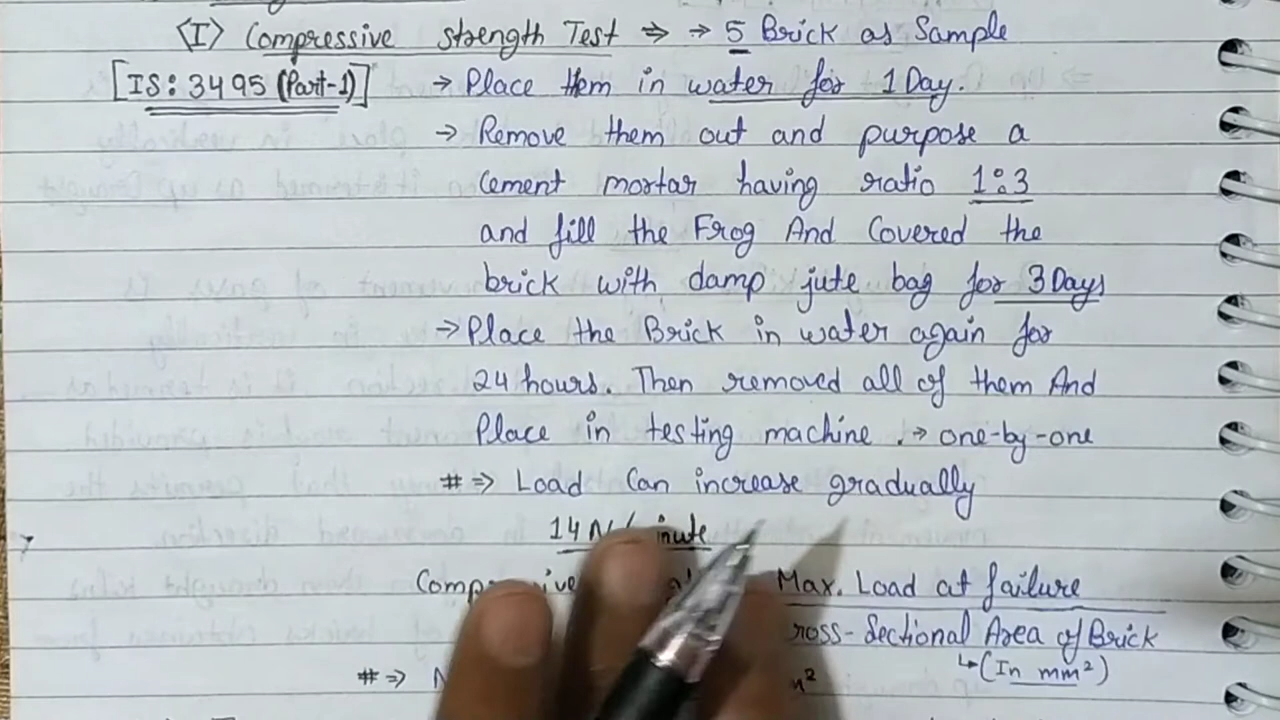 <I> Compressive Strength Test ⇒ → 5 Brick as Sample
[IS: 3495 (Part-1)] → Place them in water for 1 Day.
→ Remove them out and purpose a
Cement mortar having ratio 1:3
and fill the Frog And Covered the
brick with damp jute bag for 3 Days
→ Place the Brick in water again for
24 hours. Then removed all of them And
Place in testing machine . → one-by-one
# ⇒ Load Can increase gradually
14 N/
Max. Load at failure
ross-Sectional Area of Brick
↳ (In mm²)
# ⇒